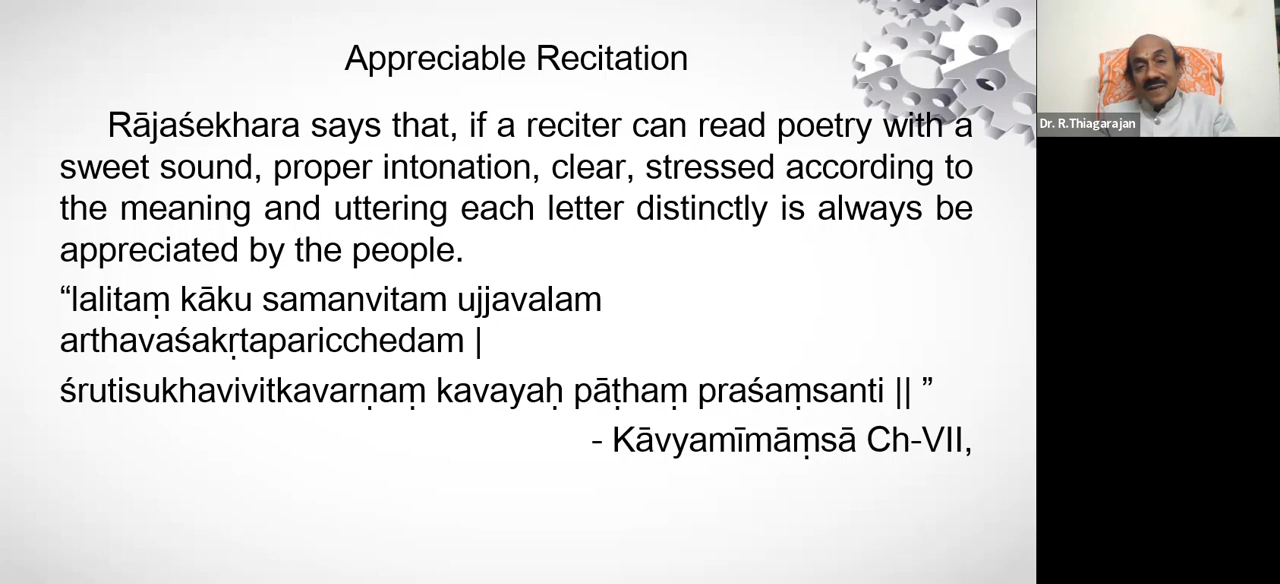 Appreciable Recitation
Rājaśekhara says that, if a reciter can read poetry with a
sweet sound, proper intonation, clear, stressed according to
the meaning and uttering each letter distinctly is always be
appreciated by the people.
“lalitaṃ kāku samanvitam ujjavalam
arthavaśakṛtaparicchedam |
śrutisukhavivitkavarṇaṃ kavayaḥ pāṭhaṃ praśaṃsanti || ”
- Kāvyamīmāṃsā Ch-VII,
Dr. R.Thiagarajan